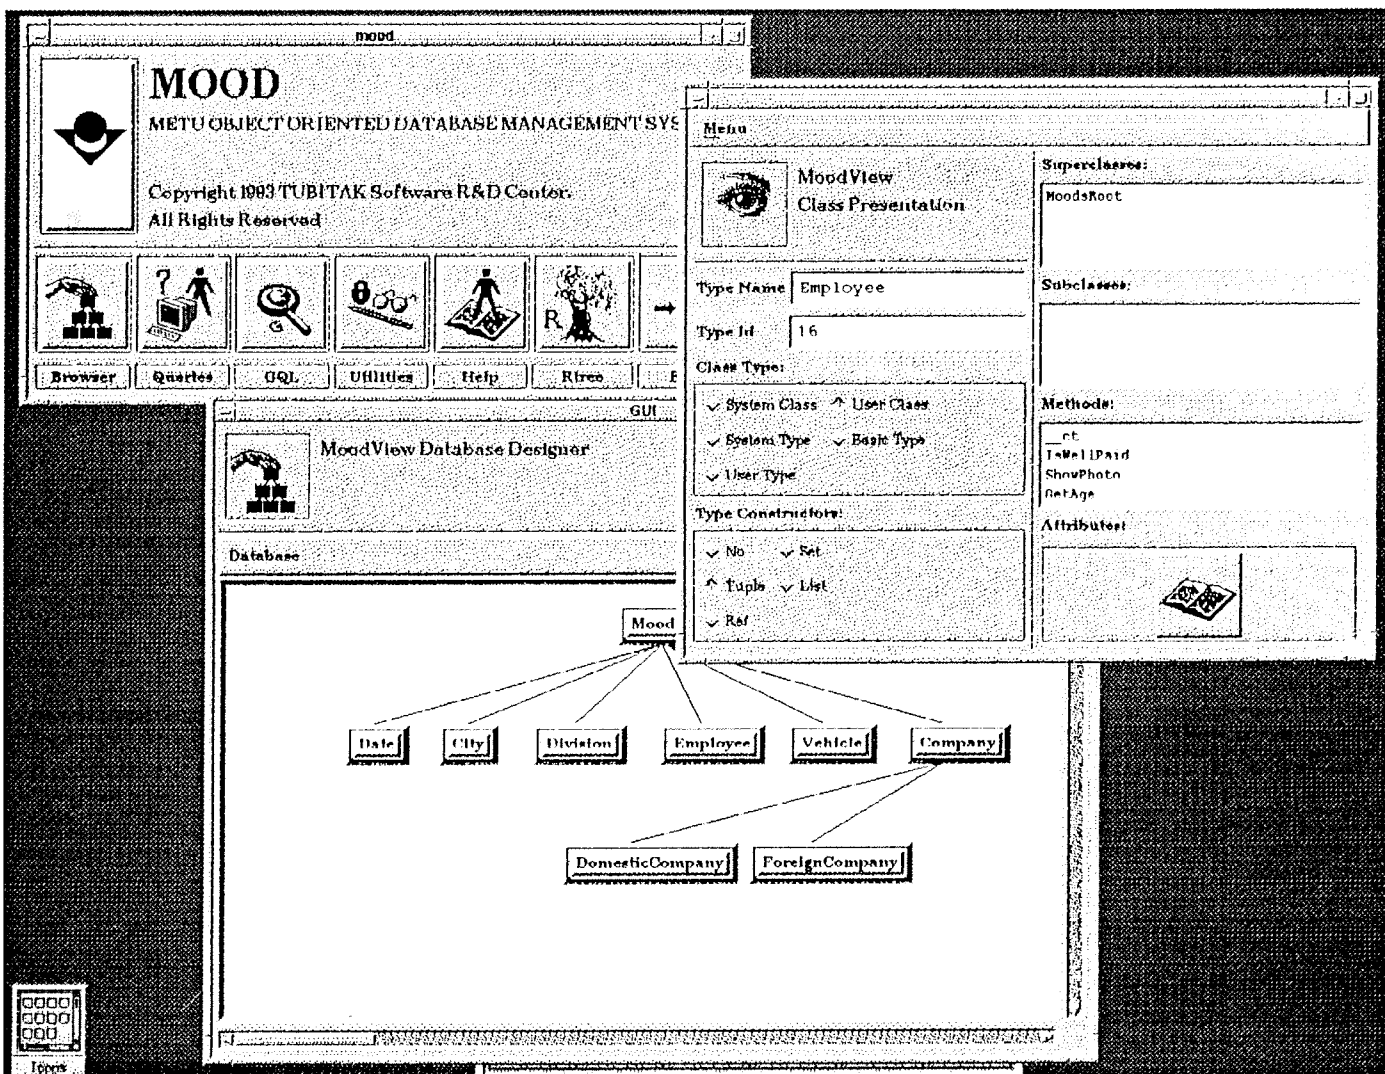 mood
MOOD
METU OBJECT ORIENTED DATABASE MANAGEMENT SYS
Copyright 1993 TUBITAK Software R&D Center.
All Rights Reserved
?
R
Browser Queries GQL Utilities Help Rtree
Menu
MoodView
Class Presentation
Type Name Employee
Type Id 16
Class Type:
System Class User Class
System Type Basic Type
User Type
Type Constructors:
No Set
Tuple List
Ref
Superclasses:
MoodsRoot
Subclasses:
Methods:
__ct
IsWellPaid
ShowPhoto
GetAge
Attributes:
GUI
MoodView Database Designer
Database
Mood
Date City Division Employee Vehicle Company
DomesticCompany ForeignCompany